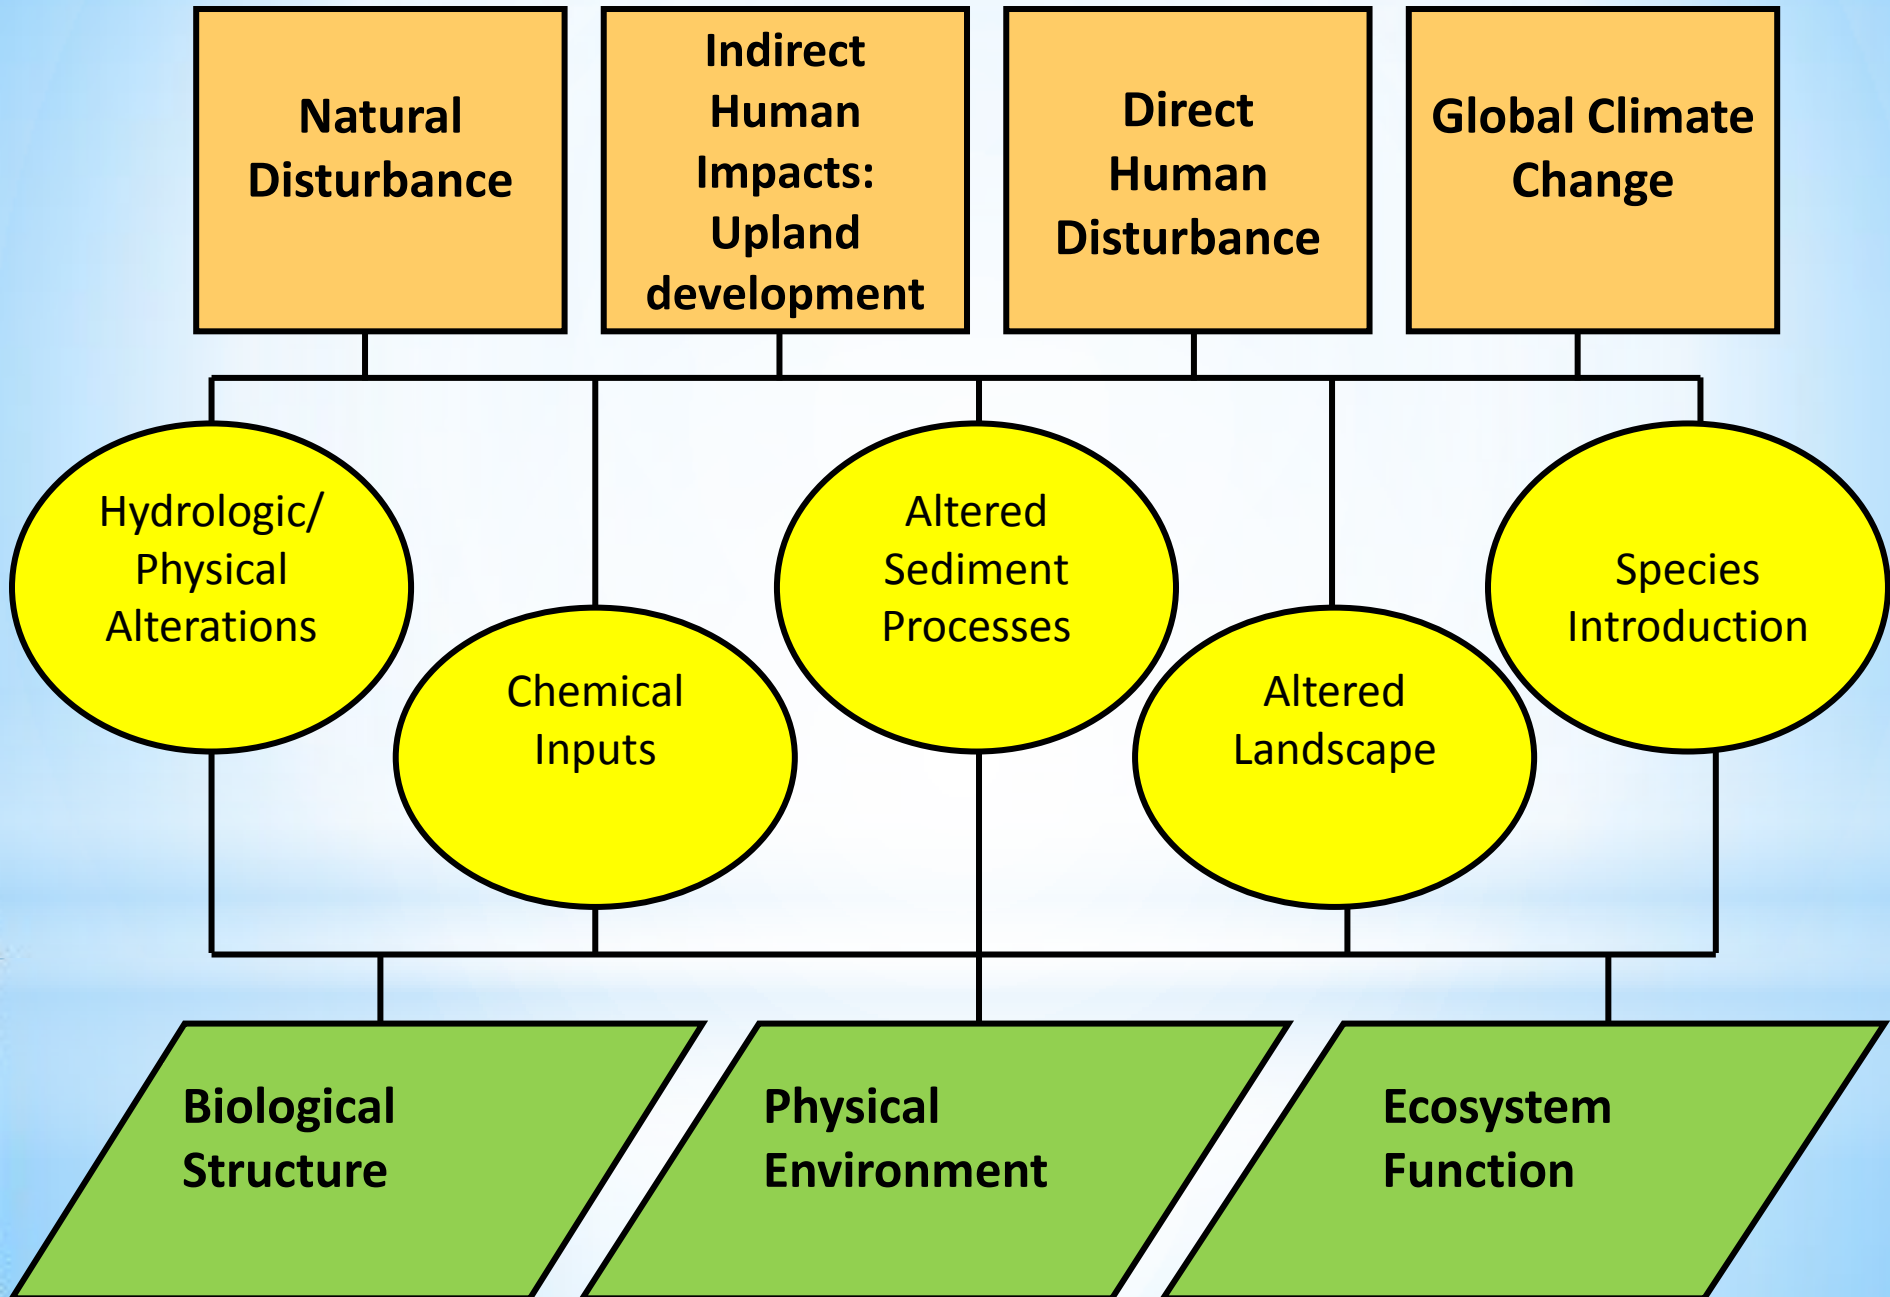 Natural
Disturbance
Indirect
Human
Impacts:
Upland
development
Direct
Human
Disturbance
Global Climate
Change
Hydrologic/
Physical
Alterations
Chemical
Inputs
Altered
Sediment
Processes
Altered
Landscape
Species
Introduction
Biological
Structure
Physical
Environment
Ecosystem
Function